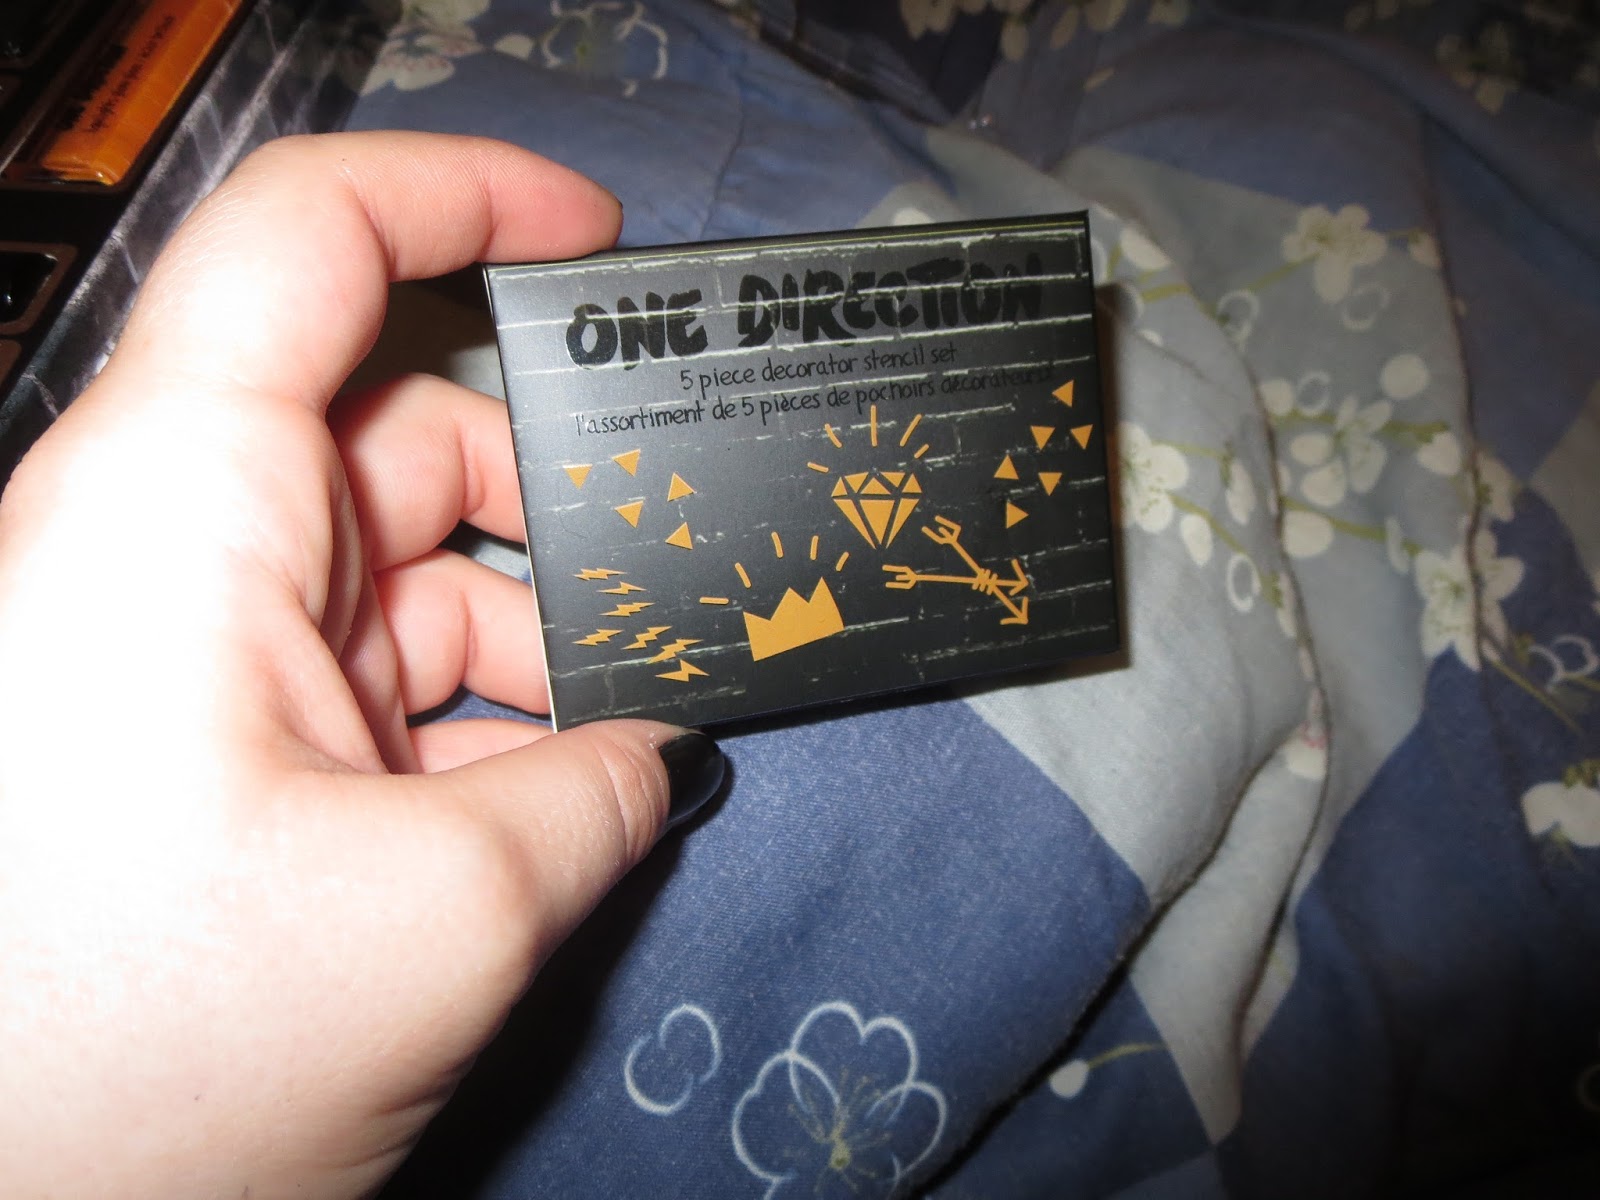 ONE DIRECTION
5 piece decorator stencil set
l'assortiment de 5 pièces de pochoirs décorateurs